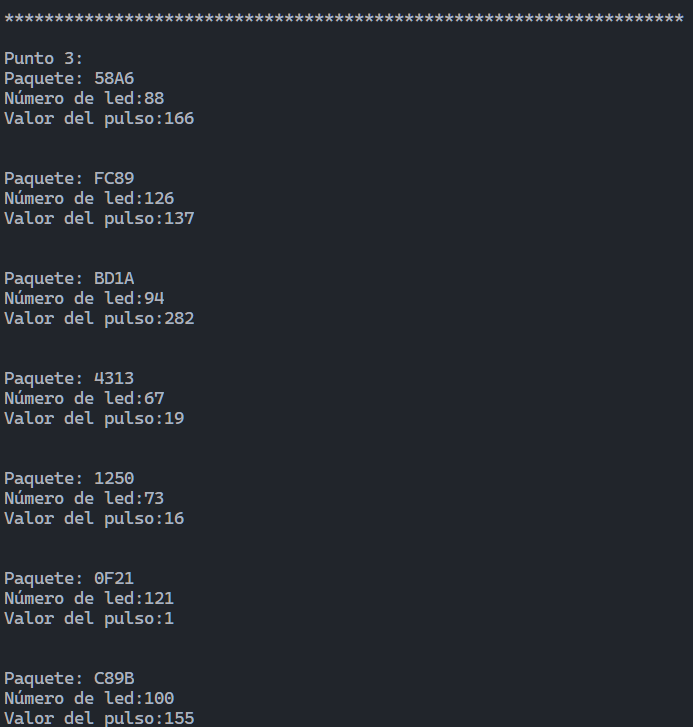 ********************************************************************
Punto 3:
Paquete: 58A6
Número de led:88
Valor del pulso:166
Paquete: FC89
Número de led:126
Valor del pulso:137
Paquete: BD1A
Número de led:94
Valor del pulso:282
Paquete: 4313
Número de led:67
Valor del pulso:19
Paquete: 1250
Número de led:73
Valor del pulso:16
Paquete: 0F21
Número de led:121
Valor del pulso:1
Paquete: C89B
Número de led:100
Valor del pulso:155